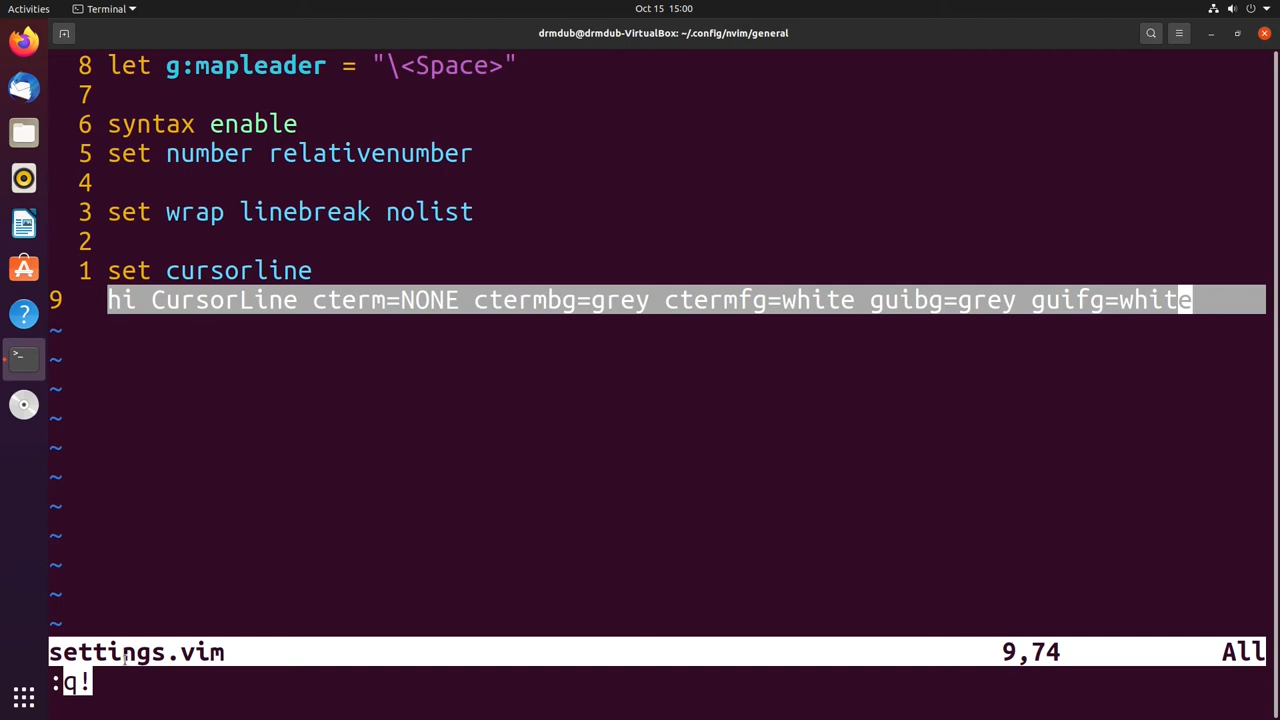 Activities
Terminal
Oct 15 15:00
drmdub@drmdub-VirtualBox: ~/.config/nvim/general
8 let g:mapleader = "\<Space>"
7
6 syntax enable
5 set number relativenumber
4
3 set wrap linebreak nolist
2
1 set cursorline
9 hi CursorLine cterm=NONE ctermbg=grey ctermfg=white guibg=grey guifg=white
~
~
~
~
~
~
~
~
~
~
~
settings.vim 9,74 All
:q!